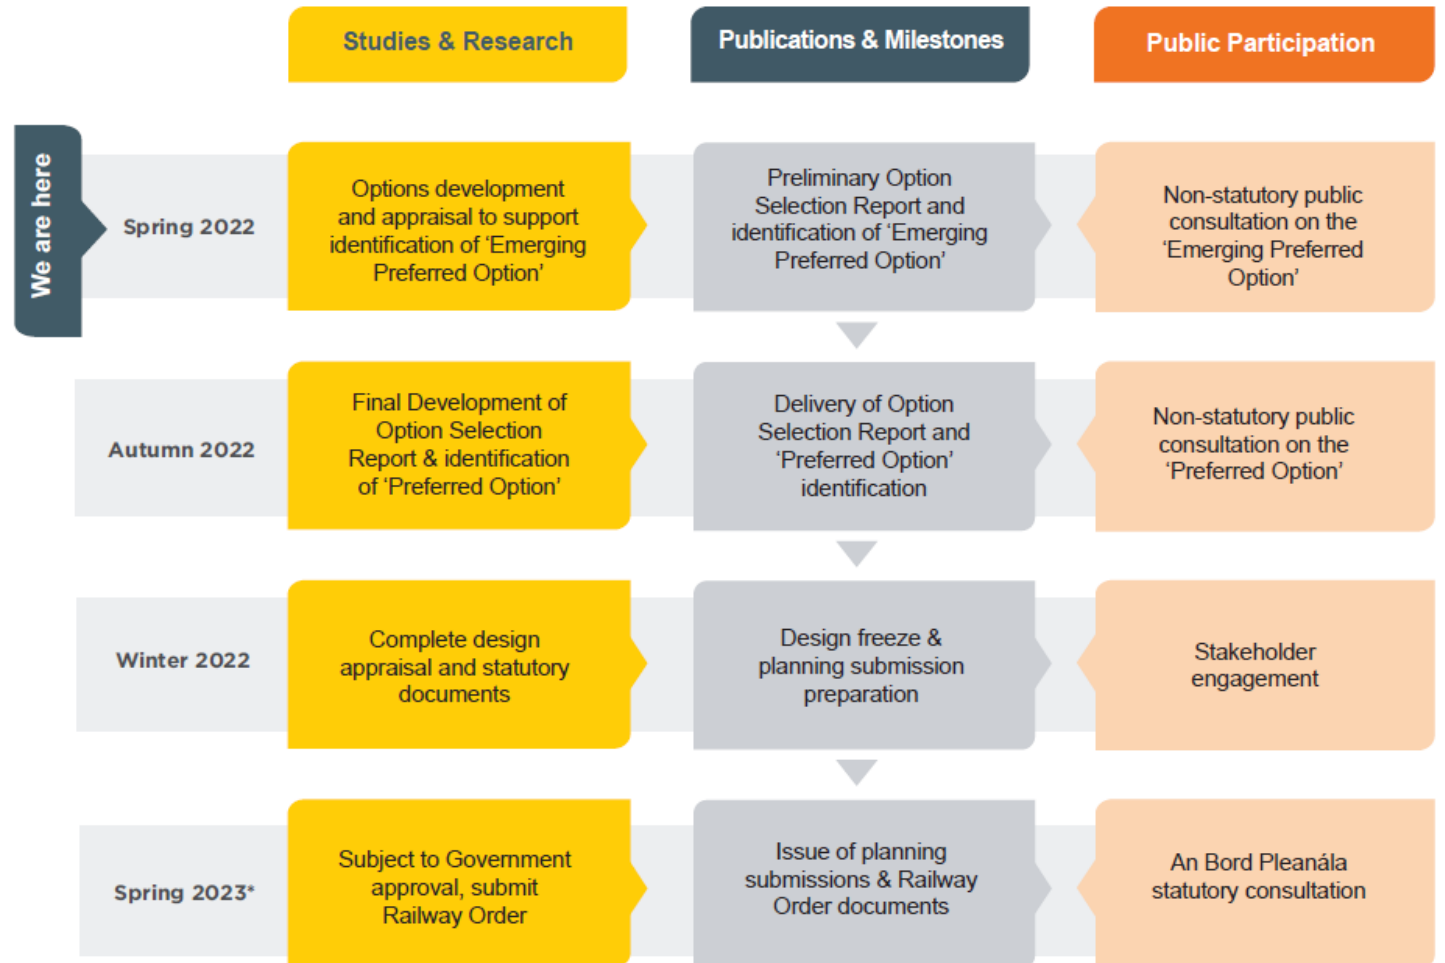 Studies & Research
Publications & Milestones
Public Participation
We are here
Spring 2022
Options development
and appraisal to support
identification of ‘Emerging
Preferred Option’
Preliminary Option
Selection Report and
identification of ‘Emerging
Preferred Option’
Non-statutory public
consultation on the
‘Emerging Preferred
Option’
Autumn 2022
Final Development of
Option Selection
Report & identification
of ‘Preferred Option’
Delivery of Option
Selection Report and
‘Preferred Option’
identification
Non-statutory public
consultation on the
‘Preferred Option’
Winter 2022
Complete design
appraisal and statutory
documents
Design freeze &
planning submission
preparation
Stakeholder
engagement
Spring 2023*
Subject to Government
approval, submit
Railway Order
Issue of planning
submissions & Railway
Order documents
An Bord Pleanála
statutory consultation